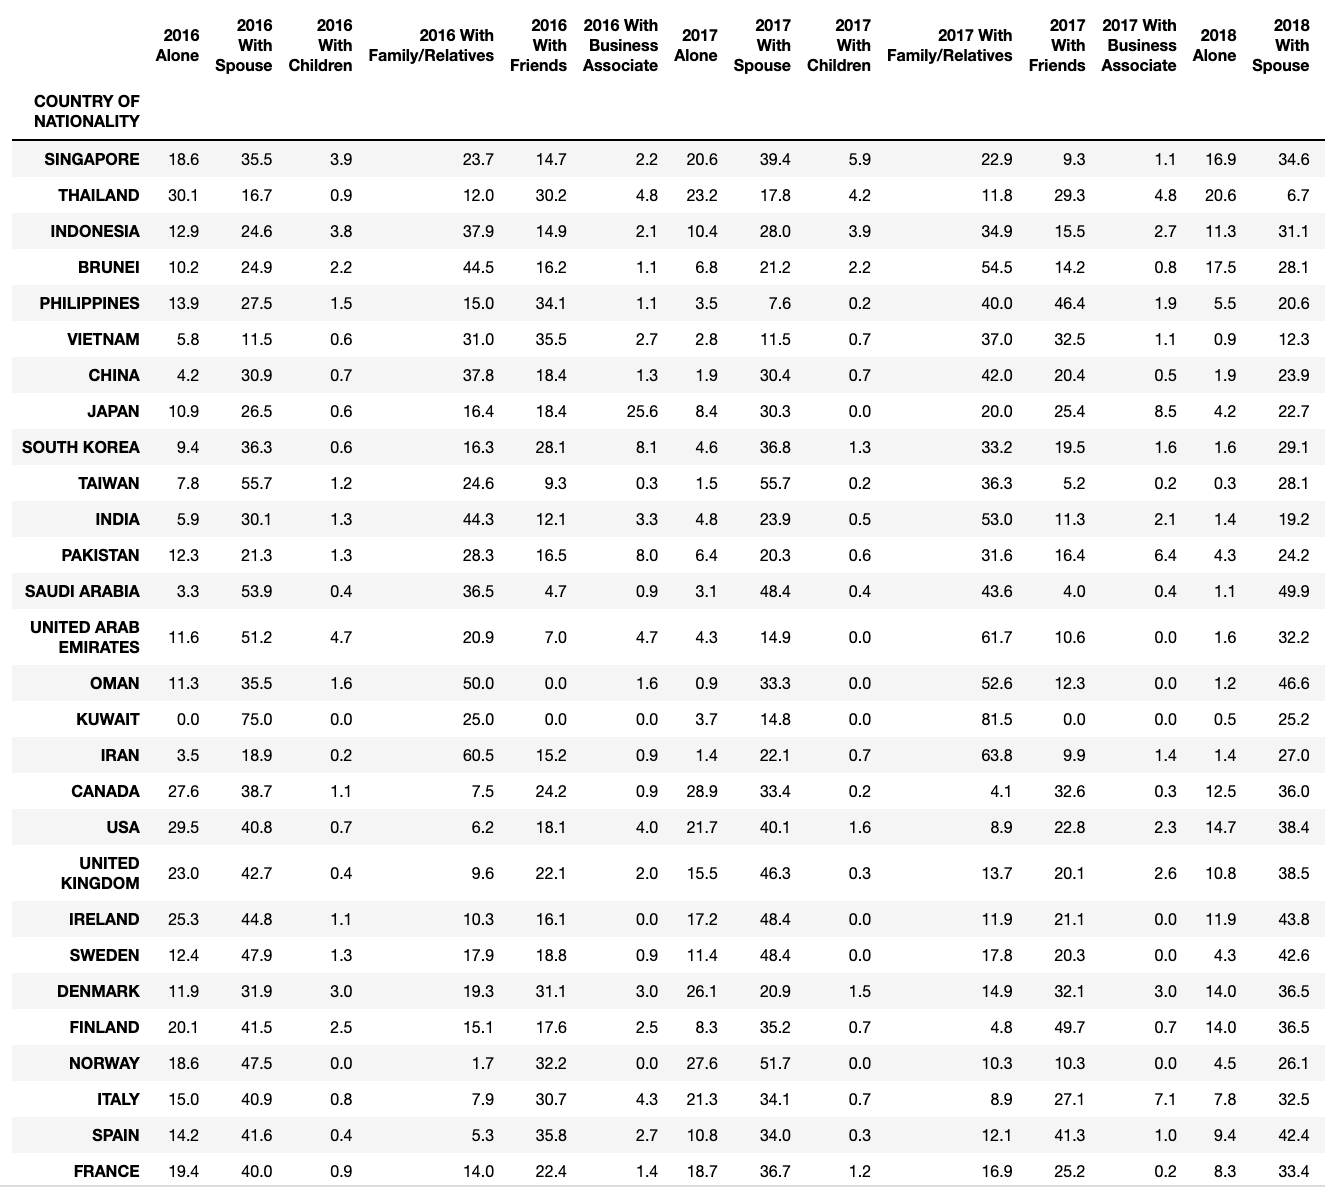 2016 Alone 2016 With Spouse 2016 With Children 2016 With Family/Relatives 2016 With Friends 2016 With Business Associate 2017 Alone 2017 With Spouse 2017 With Children 2017 With Family/Relatives 2017 With Friends 2017 With Business Associate 2018 Alone 2018 With Spouse
COUNTRY OF NATIONALITY
SINGAPORE 18.6 35.5 3.9 23.7 14.7 2.2 20.6 39.4 5.9 22.9 9.3 1.1 16.9 34.6
THAILAND 30.1 16.7 0.9 12.0 30.2 4.8 23.2 17.8 4.2 11.8 29.3 4.8 20.6 6.7
INDONESIA 12.9 24.6 3.8 37.9 14.9 2.1 10.4 28.0 3.9 34.9 15.5 2.7 11.3 31.1
BRUNEI 10.2 24.9 2.2 44.5 16.2 1.1 6.8 21.2 2.2 54.5 14.2 0.8 17.5 28.1
PHILIPPINES 13.9 27.5 1.5 15.0 34.1 1.1 3.5 7.6 0.2 40.0 46.4 1.9 5.5 20.6
VIETNAM 5.8 11.5 0.6 31.0 35.5 2.7 2.8 11.5 0.7 37.0 32.5 1.1 0.9 12.3
CHINA 4.2 30.9 0.7 37.8 18.4 1.3 1.9 30.4 0.7 42.0 20.4 0.5 1.9 23.9
JAPAN 10.9 26.5 0.6 16.4 18.4 25.6 8.4 30.3 0.0 20.0 25.4 8.5 4.2 22.7
SOUTH KOREA 9.4 36.3 0.6 16.3 28.1 8.1 4.6 36.8 1.3 33.2 19.5 1.6 1.6 29.1
TAIWAN 7.8 55.7 1.2 24.6 9.3 0.3 1.5 55.7 0.2 36.3 5.2 0.2 0.3 28.1
INDIA 5.9 30.1 1.3 44.3 12.1 3.3 4.8 23.9 0.5 53.0 11.3 2.1 1.4 19.2
PAKISTAN 12.3 21.3 1.3 28.3 16.5 8.0 6.4 20.3 0.6 31.6 16.4 6.4 4.3 24.2
SAUDI ARABIA 3.3 53.9 0.4 36.5 4.7 0.9 3.1 48.4 0.4 43.6 4.0 0.4 1.1 49.9
UNITED ARAB EMIRATES 11.6 51.2 4.7 20.9 7.0 4.7 4.3 14.9 0.0 61.7 10.6 0.0 1.6 32.2
OMAN 11.3 35.5 1.6 50.0 0.0 1.6 0.9 33.3 0.0 52.6 12.3 0.0 1.2 46.6
KUWAIT 0.0 75.0 0.0 25.0 0.0 0.0 3.7 14.8 0.0 81.5 0.0 0.0 0.5 25.2
IRAN 3.5 18.9 0.2 60.5 15.2 0.9 1.4 22.1 0.7 63.8 9.9 1.4 1.4 27.0
CANADA 27.6 38.7 1.1 7.5 24.2 0.9 28.9 33.4 0.2 4.1 32.6 0.3 12.5 36.0
USA 29.5 40.8 0.7 6.2 18.1 4.0 21.7 40.1 1.6 8.9 22.8 2.3 14.7 38.4
UNITED KINGDOM 23.0 42.7 0.4 9.6 22.1 2.0 15.5 46.3 0.3 13.7 20.1 2.6 10.8 38.5
IRELAND 25.3 44.8 1.1 10.3 16.1 0.0 17.2 48.4 0.0 11.9 21.1 0.0 11.9 43.8
SWEDEN 12.4 47.9 1.3 17.9 18.8 0.9 11.4 48.4 0.0 17.8 20.3 0.0 4.3 42.6
DENMARK 11.9 31.9 3.0 19.3 31.1 3.0 26.1 20.9 1.5 14.9 32.1 3.0 14.0 36.5
FINLAND 20.1 41.5 2.5 15.1 17.6 2.5 8.3 35.2 0.7 4.8 49.7 0.7 14.0 36.5
NORWAY 18.6 47.5 0.0 1.7 32.2 0.0 27.6 51.7 0.0 10.3 10.3 0.0 4.5 26.1
ITALY 15.0 40.9 0.8 7.9 30.7 4.3 21.3 34.1 0.7 8.9 27.1 7.1 7.8 32.5
SPAIN 14.2 41.6 0.4 5.3 35.8 2.7 10.8 34.0 0.3 12.1 41.3 1.0 9.4 42.4
FRANCE 19.4 40.0 0.9 14.0 22.4 1.4 18.7 36.7 1.2 16.9 25.2 0.2 8.3 33.4